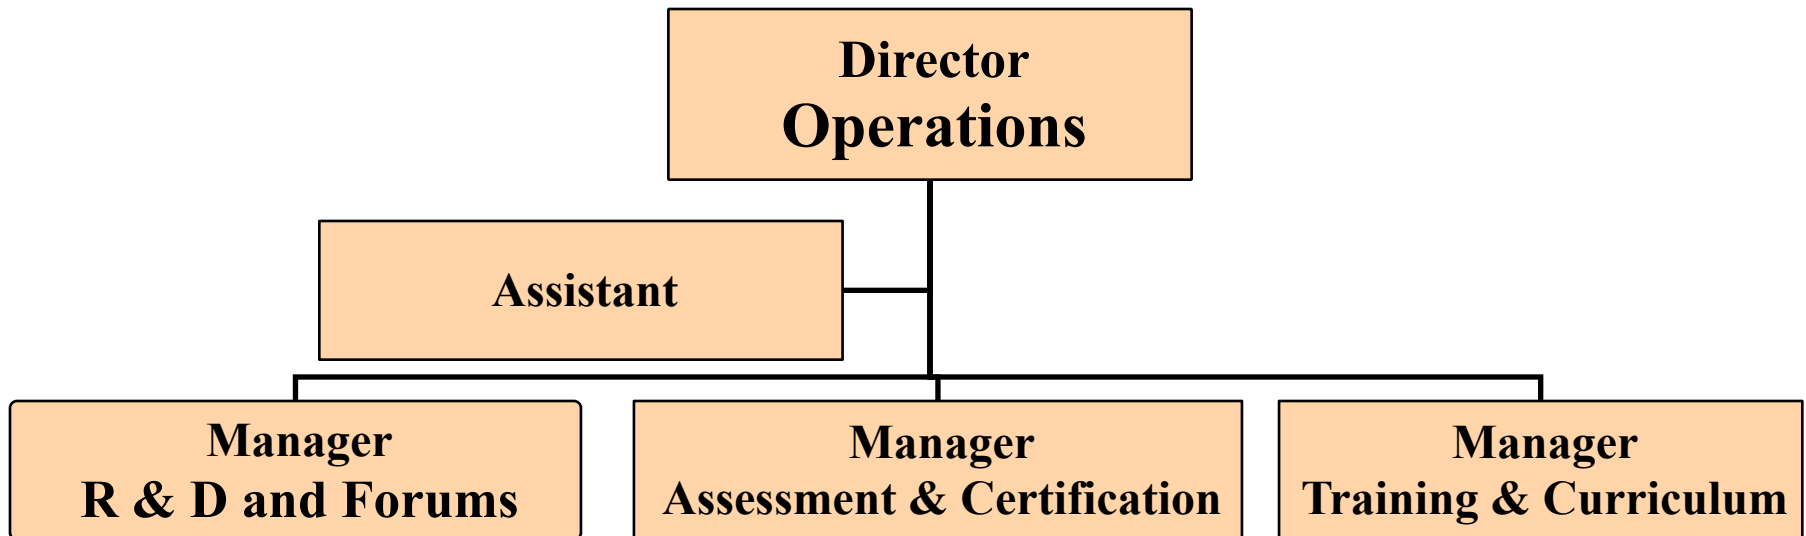 Director
Operations
Assistant
Manager
R & D and Forums
Manager
Assessment & Certification
Manager
Training & Curriculum